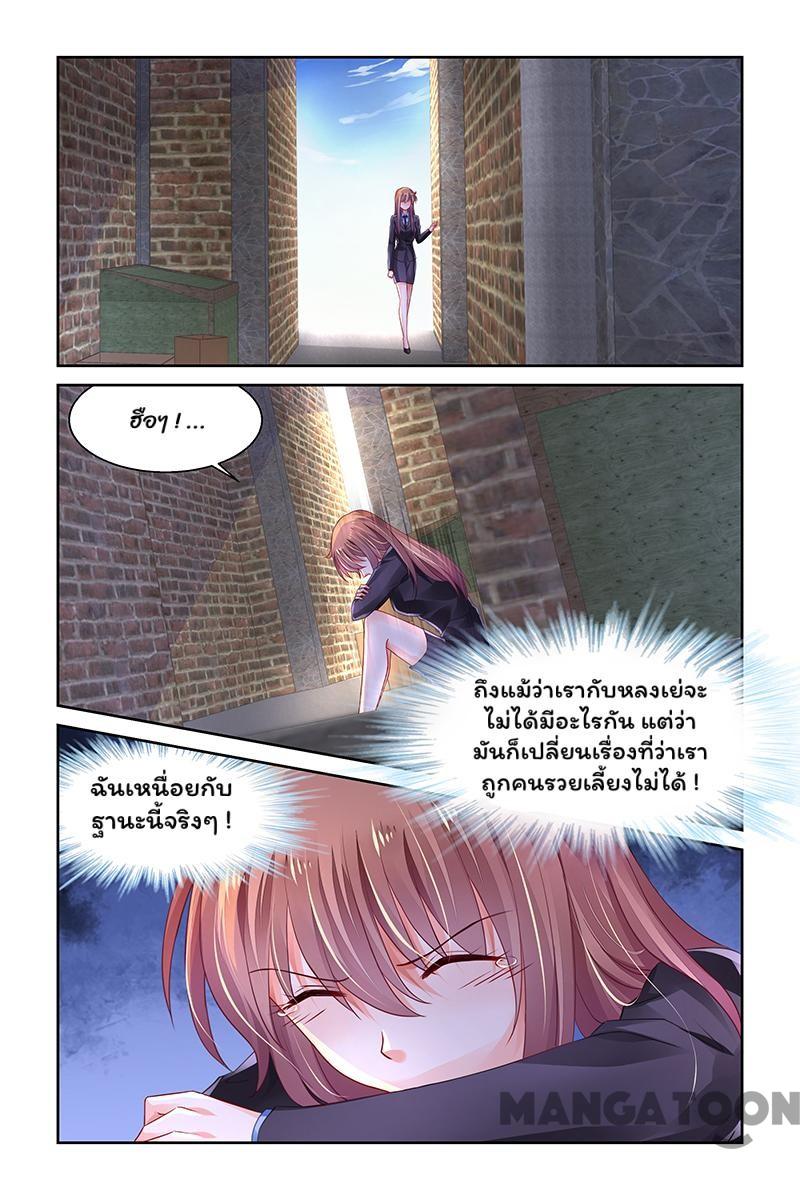 ฮือๆ ! ...
ถึงแม้ว่าเรากับหลงเย่จะ
ไม่ได้มีอะไรกัน แต่ว่า
มันก็เปลี่ยนเรื่องที่ว่าเรา
ถูกคนรวยเลี้ยงไม่ได้ !
ฉันเหนื่อยกับ
ฐานะนี้จริงๆ !
MANGATOON